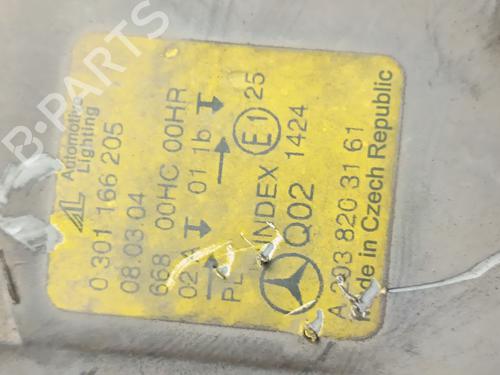 Automotive
Lighting
0 301 166 205
08.03.04
668 00HC 00HR
02 A 01 1b
PL
E1 25
INDEX
Q02 1424
A 203 820 31 61
Made in Czech Republic
B-PARTS